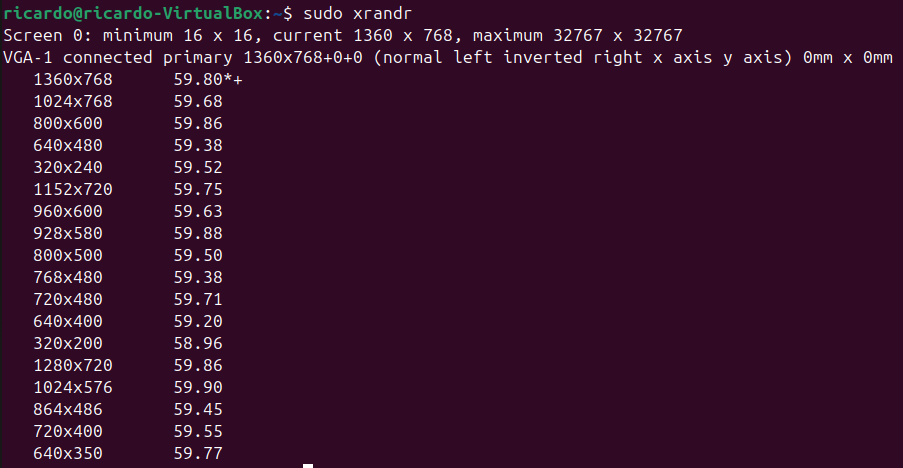 ricardo@ricardo-VirtualBox:~$ sudo xrandr
Screen 0: minimum 16 x 16, current 1360 x 768, maximum 32767 x 32767
VGA-1 connected primary 1360x768+0+0 (normal left inverted right x axis y axis) 0mm x 0mm
   1360x768      59.80*+
   1024x768      59.68
   800x600       59.86
   640x480       59.38
   320x240       59.52
   1152x720      59.75
   960x600       59.63
   928x580       59.88
   800x500       59.50
   768x480       59.38
   720x480       59.71
   640x400       59.20
   320x200       58.96
   1280x720      59.86
   1024x576      59.90
   864x486       59.45
   720x400       59.55
   640x350       59.77